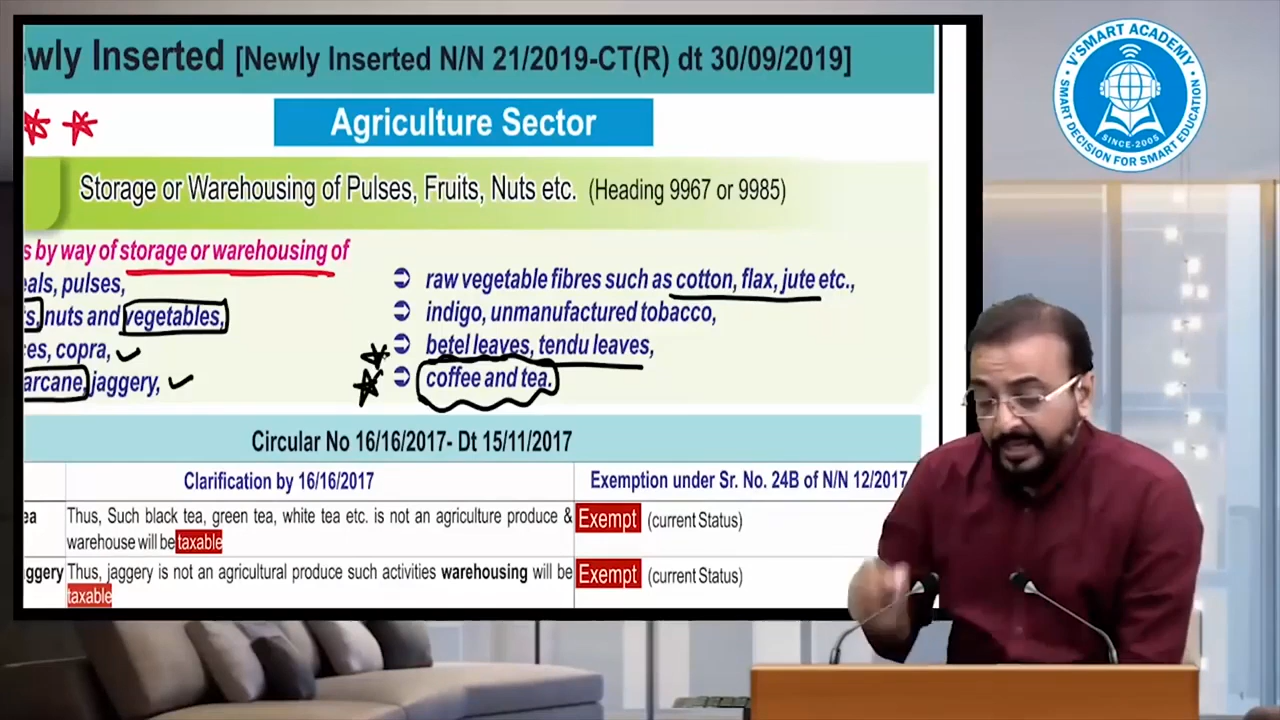 wly Inserted [Newly Inserted N/N 21/2019-CT(R) dt 30/09/2019]
Agriculture Sector
Storage or Warehousing of Pulses, Fruits, Nuts etc. (Heading 9967 or 9985)
s by way of storage or warehousing of
eals, pulses,
s, nuts and vegetables,
ces, copra,
arcane, jaggery,
raw vegetable fibres such as cotton, flax, jute etc.,
indigo, unmanufactured tobacco,
betel leaves, tendu leaves,
coffee and tea.
Circular No 16/16/2017- Dt 15/11/2017
Clarification by 16/16/2017 Exemption under Sr. No. 24B of N/N 12/2017
ea Thus, Such black tea, green tea, white tea etc. is not an agriculture produce & Exempt (current Status)
warehouse will be taxable
ggery Thus, jaggery is not an agricultural produce such activities warehousing will be Exempt (current Status)
taxable
V'SMART ACADEMY
SINCE-2005
SMART DECISION FOR SMART EDUCATION